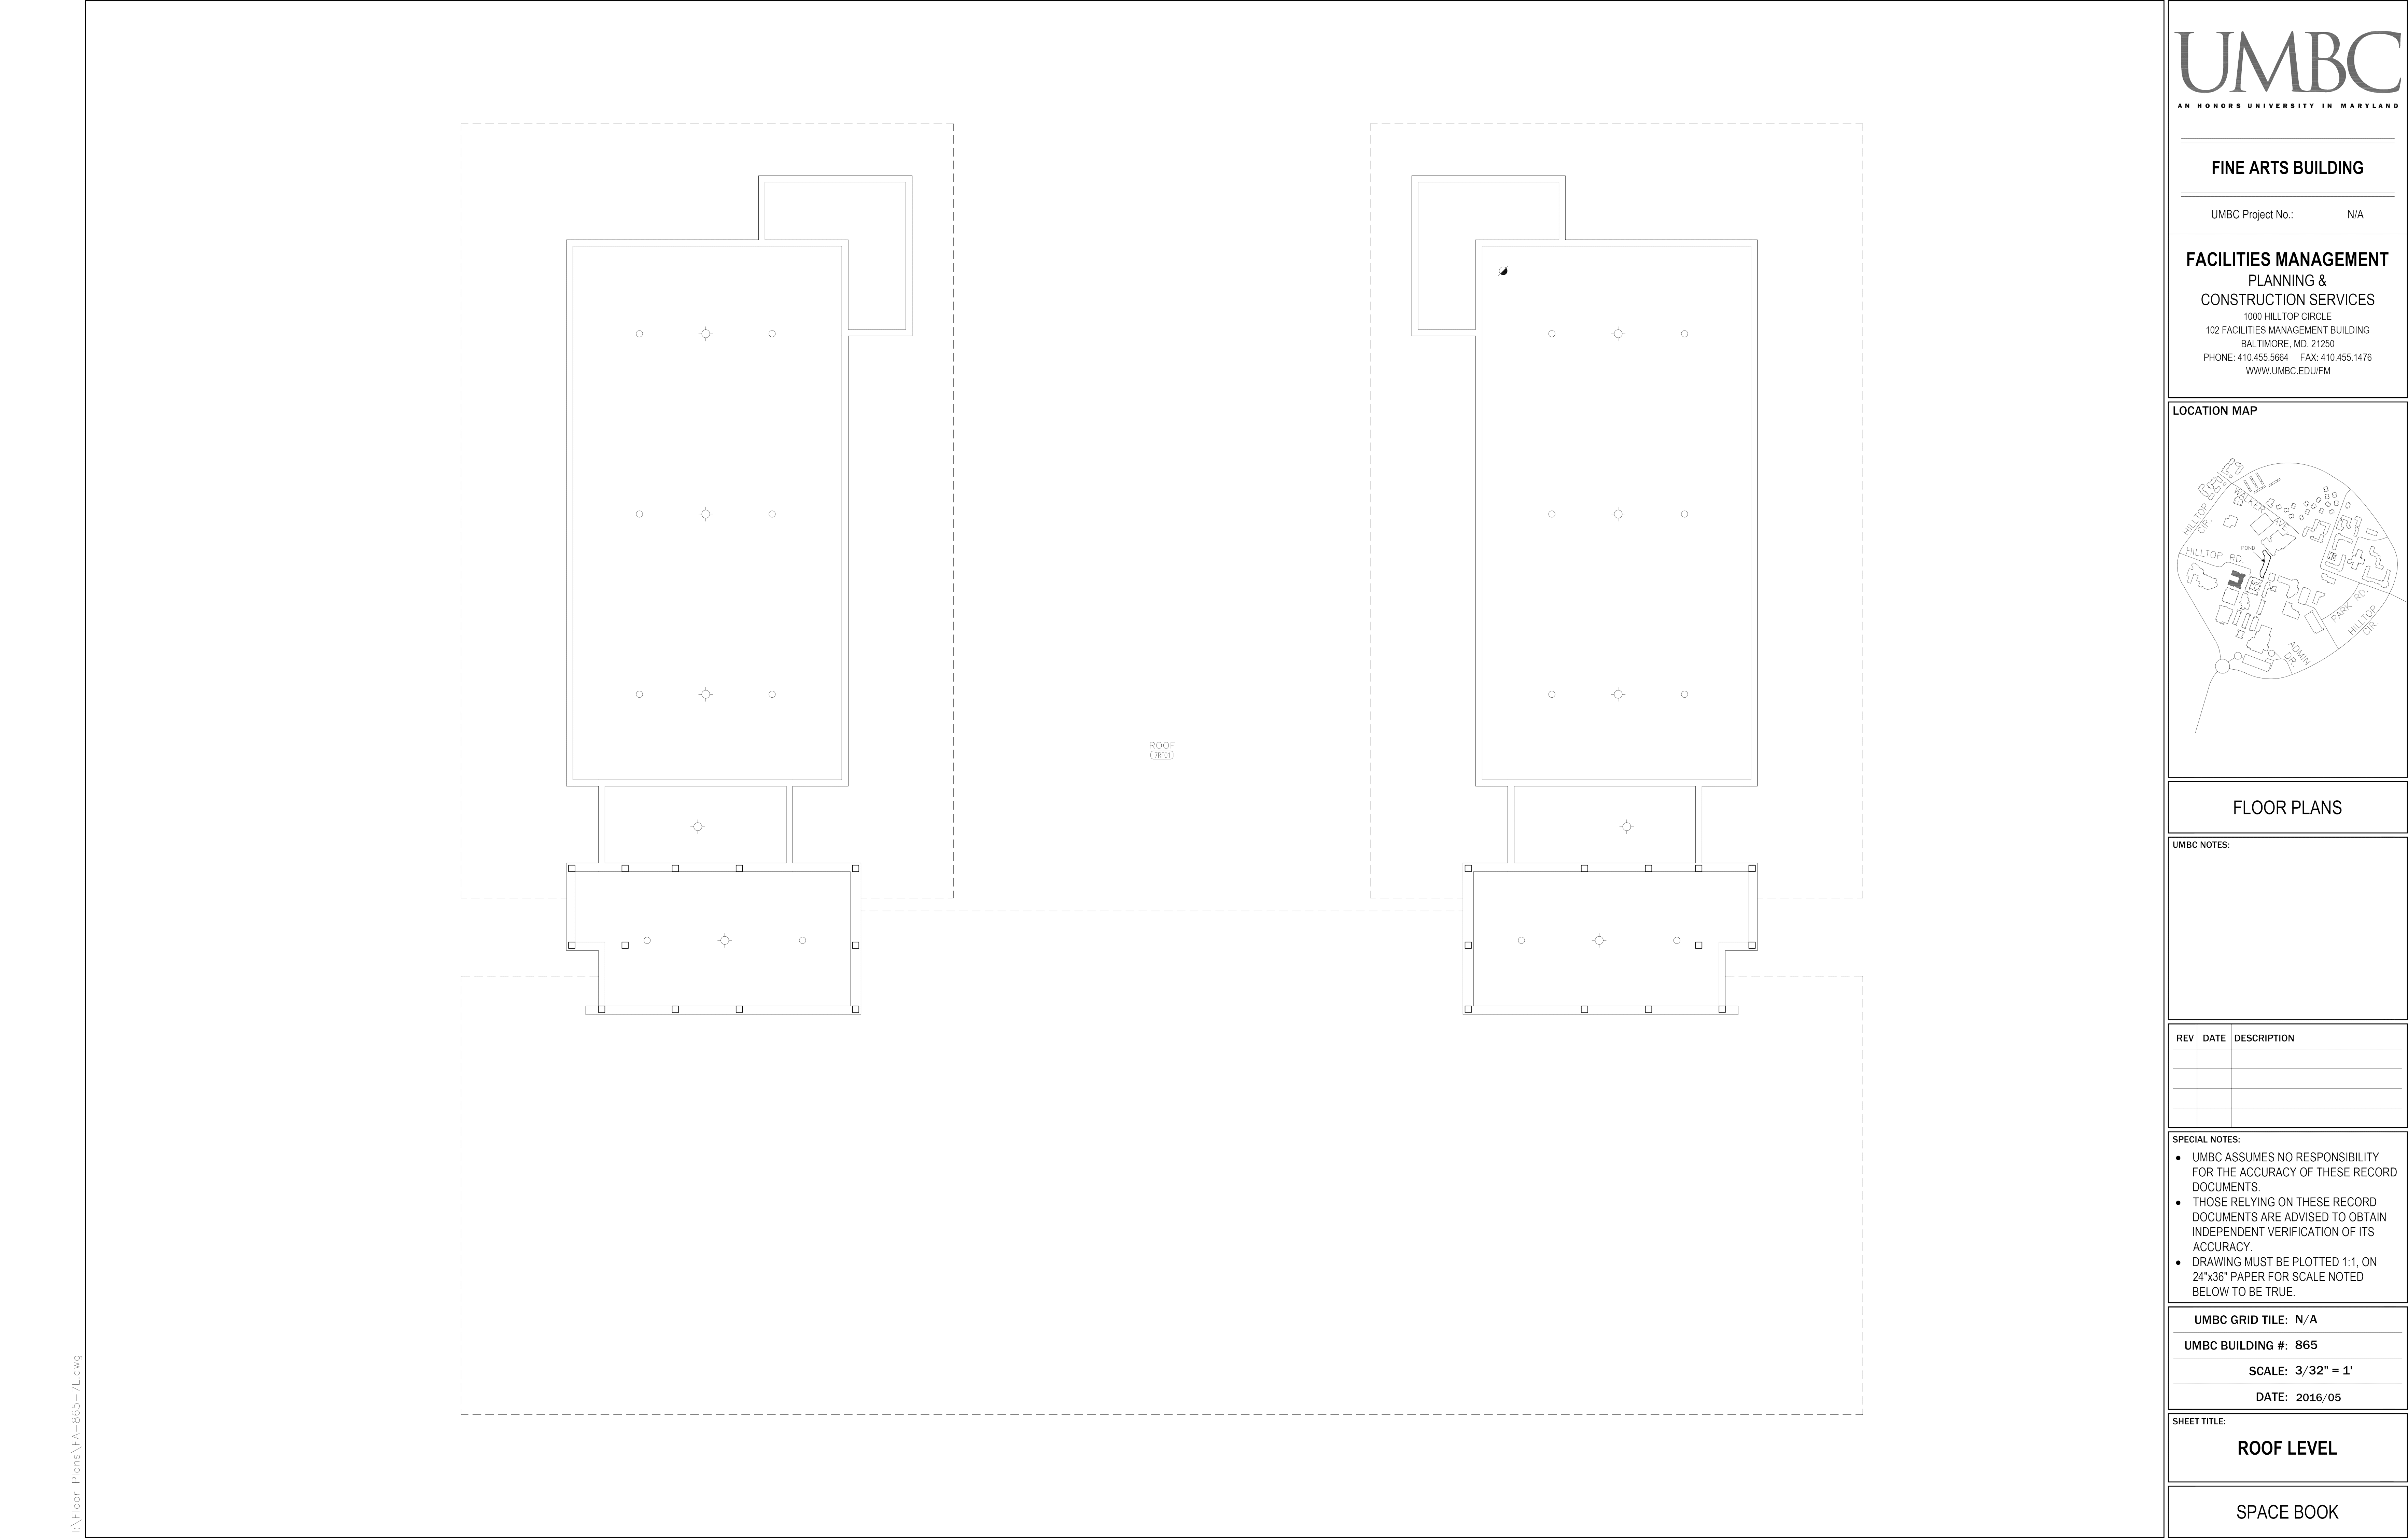 UMBC
AN HONORS UNIVERSITY IN MARYLAND
FINE ARTS BUILDING
UMBC Project No.: N/A
FACILITIES MANAGEMENT
PLANNING &
CONSTRUCTION SERVICES
1000 HILLTOP CIRCLE
102 FACILITIES MANAGEMENT BUILDING
BALTIMORE, MD. 21250
PHONE: 410.455.5664 FAX: 410.455.1476
WWW.UMBC.EDU/FM
LOCATION MAP
WALKER AVE.
HILLTOP
CIR.
POND
HILLTOP RD.
PARK RD.
HILLTOP
CIR.
ADMIN
DR.
ROOF
7RF01
FLOOR PLANS
UMBC NOTES:
REV DATE DESCRIPTION
SPECIAL NOTES:
● UMBC ASSUMES NO RESPONSIBILITY
FOR THE ACCURACY OF THESE RECORD
DOCUMENTS.
● THOSE RELYING ON THESE RECORD
DOCUMENTS ARE ADVISED TO OBTAIN
INDEPENDENT VERIFICATION OF ITS
ACCURACY.
● DRAWING MUST BE PLOTTED 1:1, ON
24"x36" PAPER FOR SCALE NOTED
BELOW TO BE TRUE.
UMBC GRID TILE: N/A
UMBC BUILDING #: 865
SCALE: 3/32" = 1'
DATE: 2016/05
SHEET TITLE:
ROOF LEVEL
SPACE BOOK
I:\Floor Plans\FA-865-7L.dwg